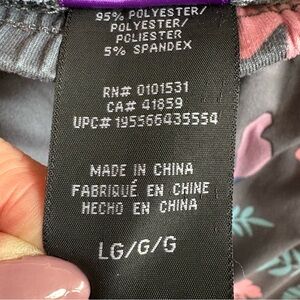 95% POLYESTER/
POLYESTER/
POLIESTER
5% SPANDEX
RN# 0101531
CA# 41859
UPC# 195566435554
MADE IN CHINA
FABRIQUÉ EN CHINE
HECHO EN CHINA
LG/G/G